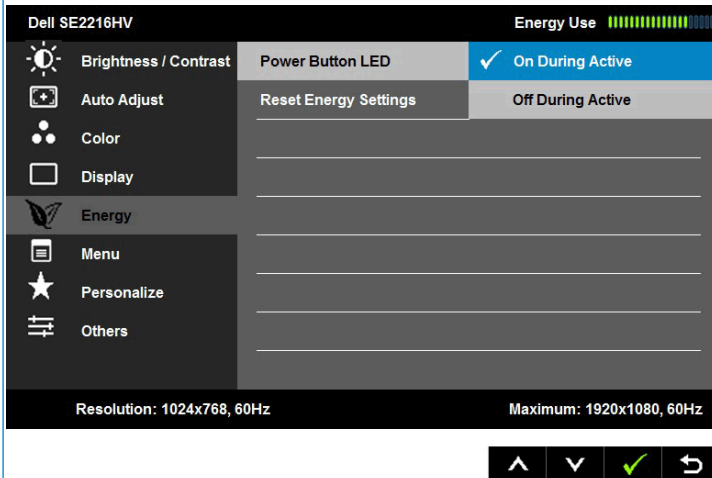 Dell SE2216HV Energy Use
Brightness / Contrast Power Button LED On During Active
Auto Adjust Reset Energy Settings Off During Active
Color
Display
Energy
Menu
Personalize
Others
Resolution: 1024x768, 60Hz Maximum: 1920x1080, 60Hz